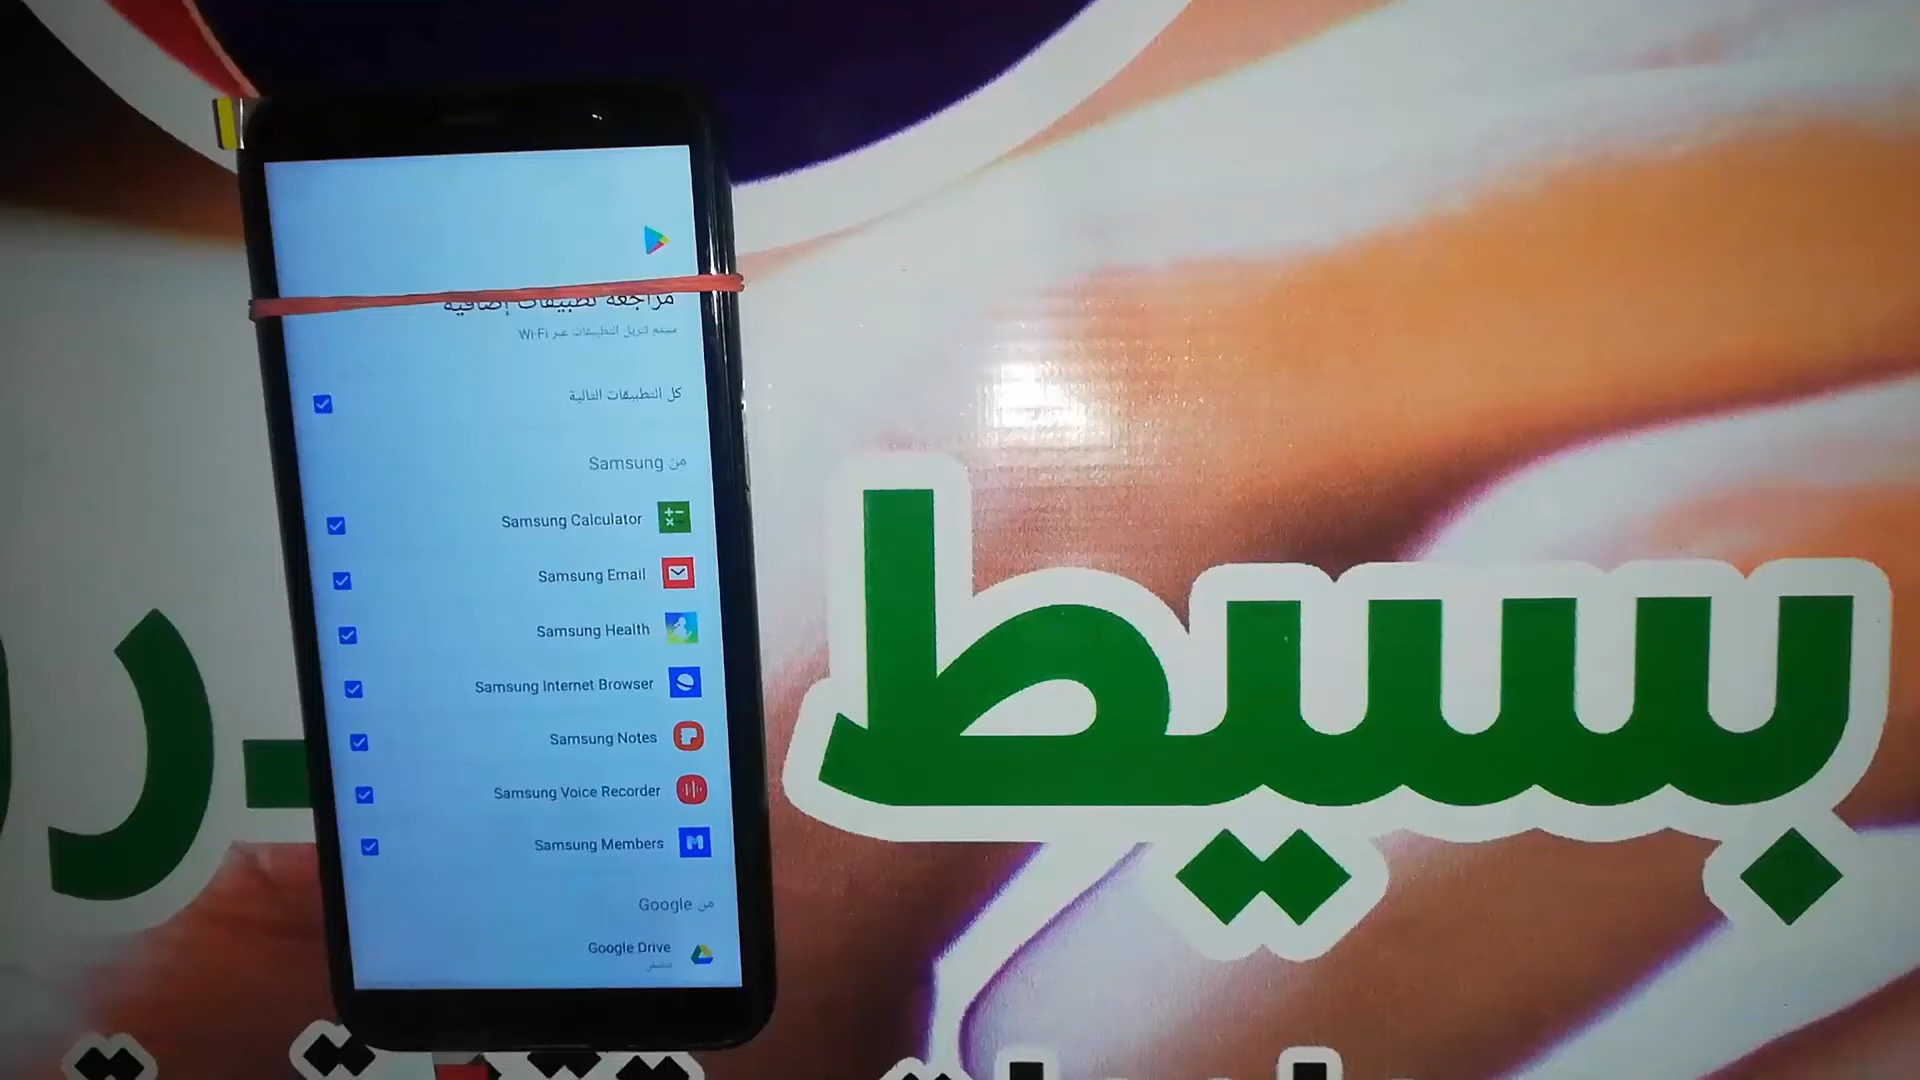 مراجعة تطبيقات إضافية
سيتم تنزيل التطبيقات عبر Wi-Fi
كل التطبيقات التالية
من Samsung
Samsung Calculator
Samsung Email
Samsung Health
Samsung Internet Browser
Samsung Notes
Samsung Voice Recorder
Samsung Members
من Google
Google Drive
بسيط